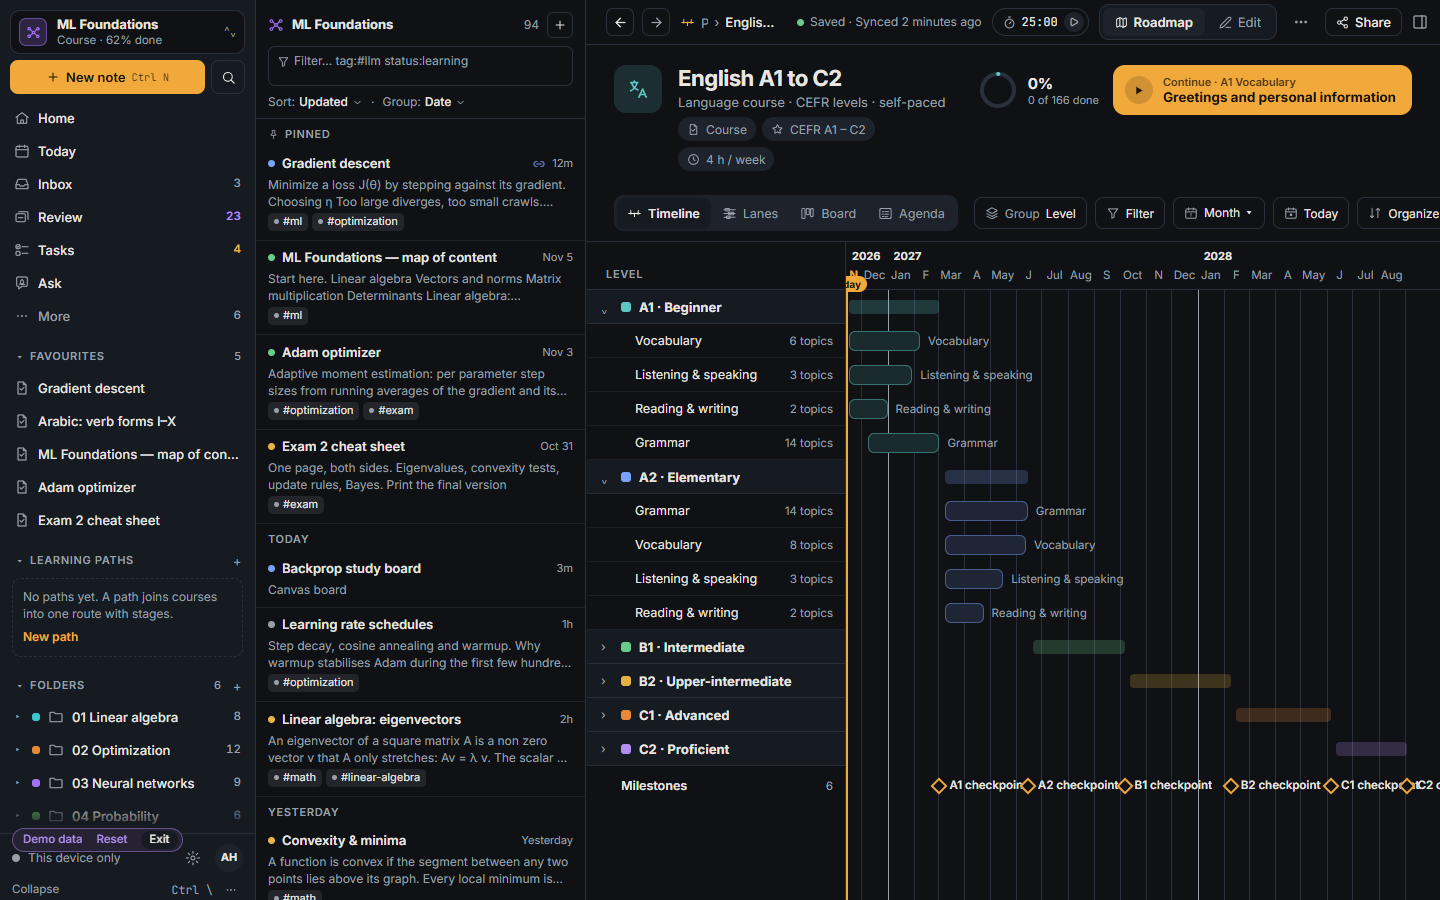 ML Foundations
Course · 62% done
New note Ctrl N
Home
Today
Inbox 3
Review 23
Tasks 4
Ask
More 6
FAVOURITES 5
Gradient descent
Arabic: verb forms I–X
ML Foundations — map of con...
Adam optimizer
Exam 2 cheat sheet
LEARNING PATHS +
No paths yet. A path joins courses
into one route with stages.
New path
FOLDERS 6 +
01 Linear algebra 8
02 Optimization 12
03 Neural networks 9
04 Probability 6
Demo data Reset Exit
This device only AH
Collapse Ctrl \ ...
ML Foundations 94 +
Filter... tag:#llm status:learning
Sort: Updated · Group: Date
PINNED
Gradient descent 12m
Minimize a loss J(θ) by stepping against its gradient.
Choosing η Too large diverges, too small crawls....
#ml #optimization
ML Foundations — map of content Nov 5
Start here. Linear algebra Vectors and norms Matrix
multiplication Determinants Linear algebra:...
#ml
Adam optimizer Nov 3
Adaptive moment estimation: per parameter step
sizes from running averages of the gradient and its...
#optimization #exam
Exam 2 cheat sheet Oct 31
One page, both sides. Eigenvalues, convexity tests,
update rules, Bayes. Print the final version
#exam
TODAY
Backprop study board 3m
Canvas board
Learning rate schedules 1h
Step decay, cosine annealing and warmup. Why
warmup stabilises Adam during the first few hundre...
#optimization
Linear algebra: eigenvectors 2h
An eigenvector of a square matrix A is a non zero
vector v that A only stretches: Av = λ v. The scalar ...
#math #linear-algebra
YESTERDAY
Convexity & minima Yesterday
A function is convex if the segment between any two
points lies above its graph. Every local minimum is...
#math
P › Englis... Saved · Synced 2 minutes ago 25:00 Roadmap Edit ... Share
English A1 to C2
Language course · CEFR levels · self-paced
Course CEFR A1 – C2
4 h / week
0%
0 of 166 done
Continue · A1 Vocabulary
Greetings and personal information
Timeline Lanes Board Agenda Group Level Filter Month Today Organize
LEVEL
2026 2027 2028
N Dec Jan F Mar A May J Jul Aug S Oct N Dec Jan F Mar A May J Jul Aug
day
A1 · Beginner
Vocabulary 6 topics Vocabulary
Listening & speaking 3 topics Listening & speaking
Reading & writing 2 topics Reading & writing
Grammar 14 topics Grammar
A2 · Elementary
Grammar 14 topics Grammar
Vocabulary 8 topics Vocabulary
Listening & speaking 3 topics Listening & speaking
Reading & writing 2 topics Reading & writing
B1 · Intermediate
B2 · Upper-intermediate
C1 · Advanced
C2 · Proficient
Milestones 6 A1 checkpoin A2 checkpoint B1 checkpoint B2 checkpoint C1 checkp C2 c